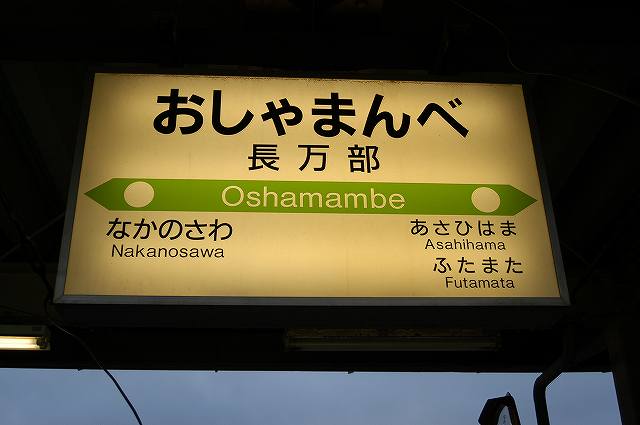 おしゃまんべ
長万部
Oshamambe
なかのさわ
Nakanosawa
あさひはま
Asahihama
ふたまた
Futamata